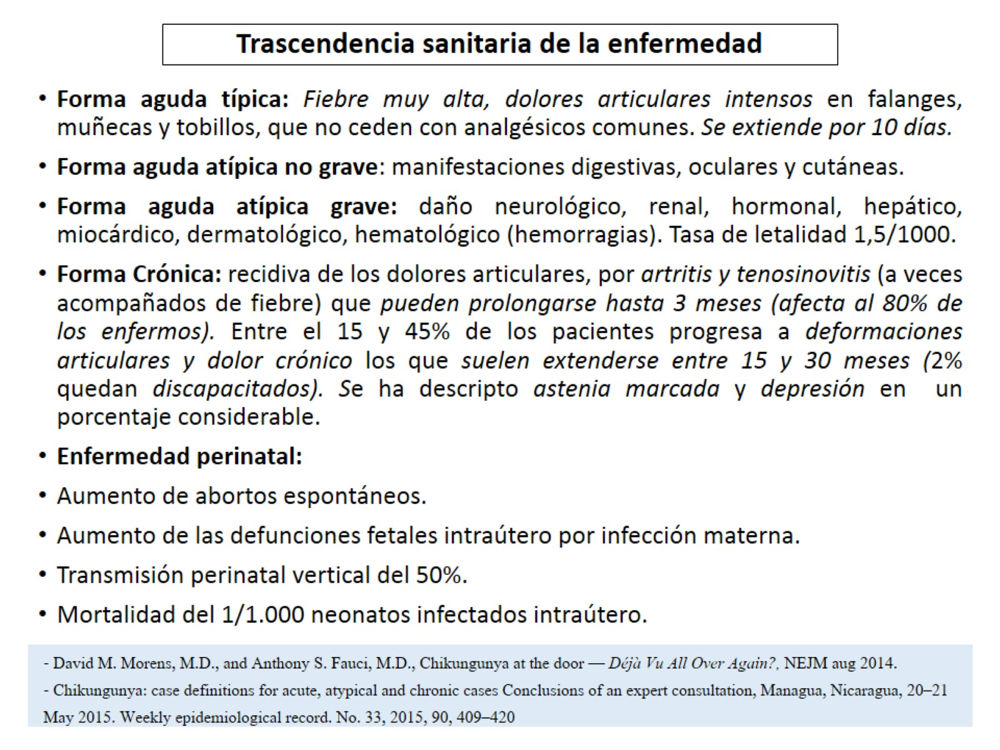 Trascendencia sanitaria de la enfermedad
• Forma aguda típica: Fiebre muy alta, dolores articulares intensos en falanges,
muñecas y tobillos, que no ceden con analgésicos comunes. Se extiende por 10 días.
• Forma aguda atípica no grave: manifestaciones digestivas, oculares y cutáneas.
• Forma aguda atípica grave: daño neurológico, renal, hormonal, hepático,
miocárdico, dermatológico, hematológico (hemorragias). Tasa de letalidad 1,5/1000.
• Forma Crónica: recidiva de los dolores articulares, por artritis y tenosinovitis (a veces
acompañados de fiebre) que pueden prolongarse hasta 3 meses (afecta al 80% de
los enfermos). Entre el 15 y 45% de los pacientes progresa a deformaciones
articulares y dolor crónico los que suelen extenderse entre 15 y 30 meses (2%
quedan discapacitados). Se ha descripto astenia marcada y depresión en un
porcentaje considerable.
• Enfermedad perinatal:
• Aumento de abortos espontáneos.
• Aumento de las defunciones fetales intraútero por infección materna.
• Transmisión perinatal vertical del 50%.
• Mortalidad del 1/1.000 neonatos infectados intraútero.
- David M. Morens, M.D., and Anthony S. Fauci, M.D., Chikungunya at the door — Déjà Vu All Over Again?, NEJM aug 2014.
- Chikungunya: case definitions for acute, atypical and chronic cases Conclusions of an expert consultation, Managua, Nicaragua, 20–21
May 2015. Weekly epidemiological record. No. 33, 2015, 90, 409–420